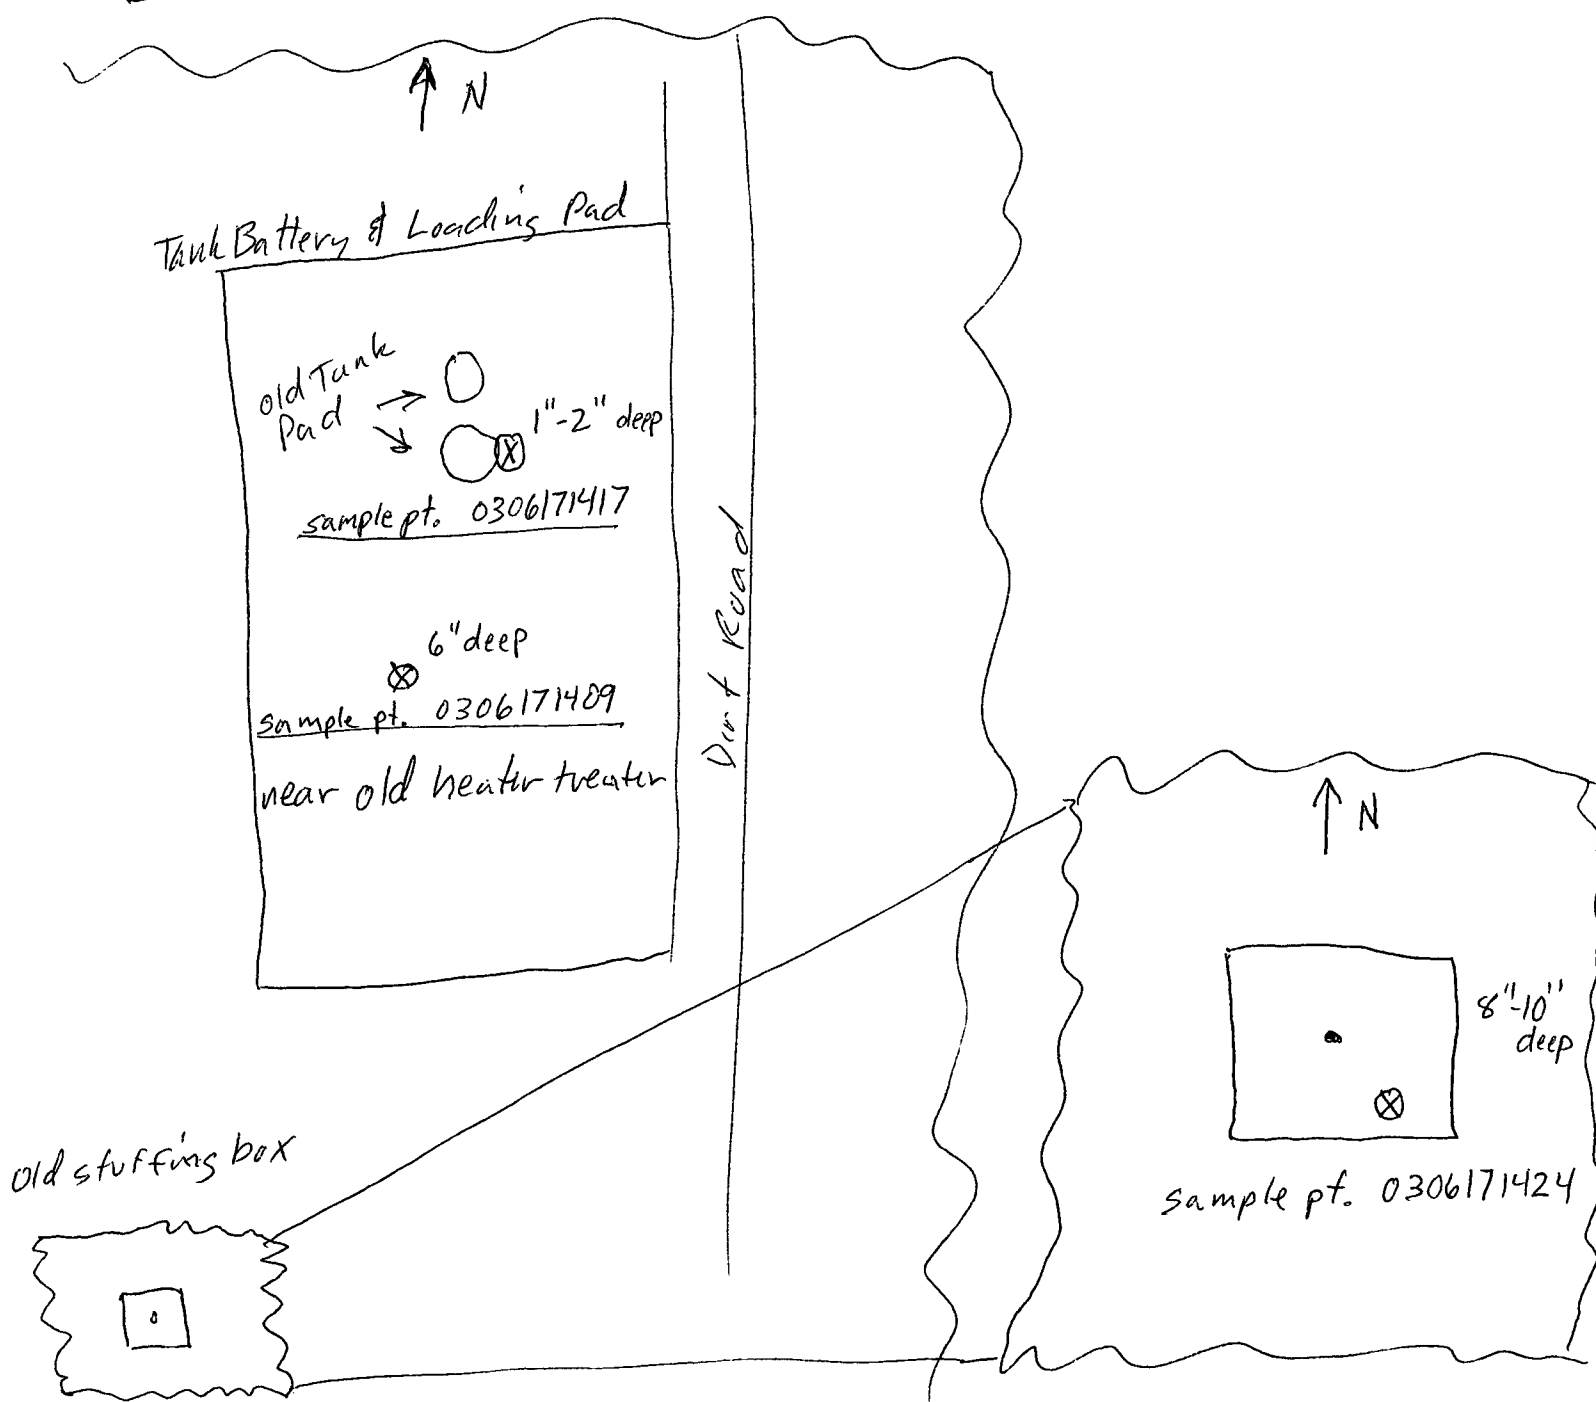 N
Tank Battery & Loading Pad
old Tank
Pad
1"-2" deep
sample pt. 0306171417
6" deep
sample pt. 0306171409
near old heater treater
Dirt Road
N
8"-10"
deep
sample pt. 0306171424
old stuffing box